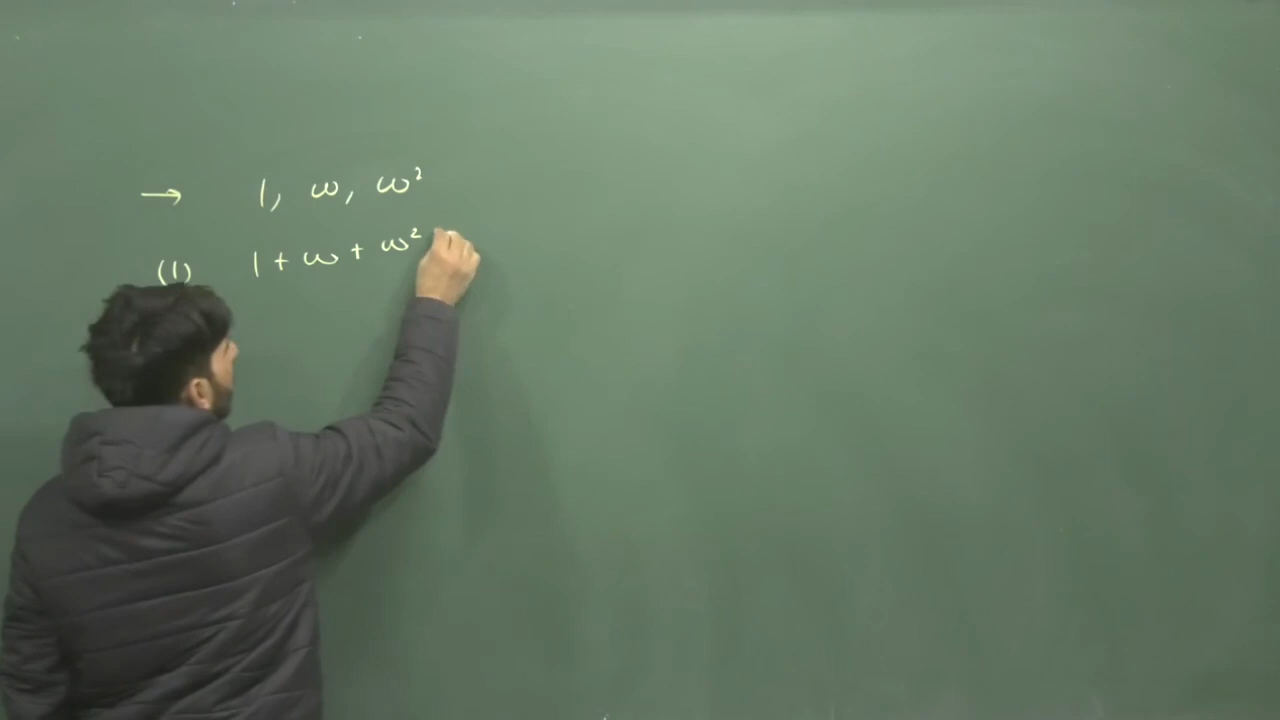 → 1, ω, ω²
(1) 1 + ω + ω²